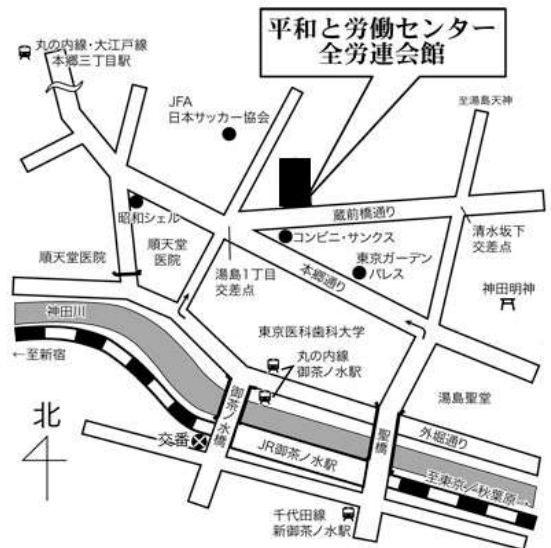 平和と労働センター
全労連会館
丸の内線・大江戸線
本郷三丁目駅
JFA
日本サッカー協会
至湯島天神
昭和シェル
蔵前橋通り
コンビニ・サンクス
清水坂下
交差点
順天堂医院
順天堂
医院
湯島1丁目
交差点
本郷通り
東京ガーデン
パレス
神田明神
神田川
東京医科歯科大学
←至新宿
丸の内線
御茶ノ水駅
湯島聖堂
北
御茶ノ水橋
聖橋
外堀通り
交番
JR御茶ノ水駅
至東京／秋葉原→
千代田線
新御茶ノ水駅